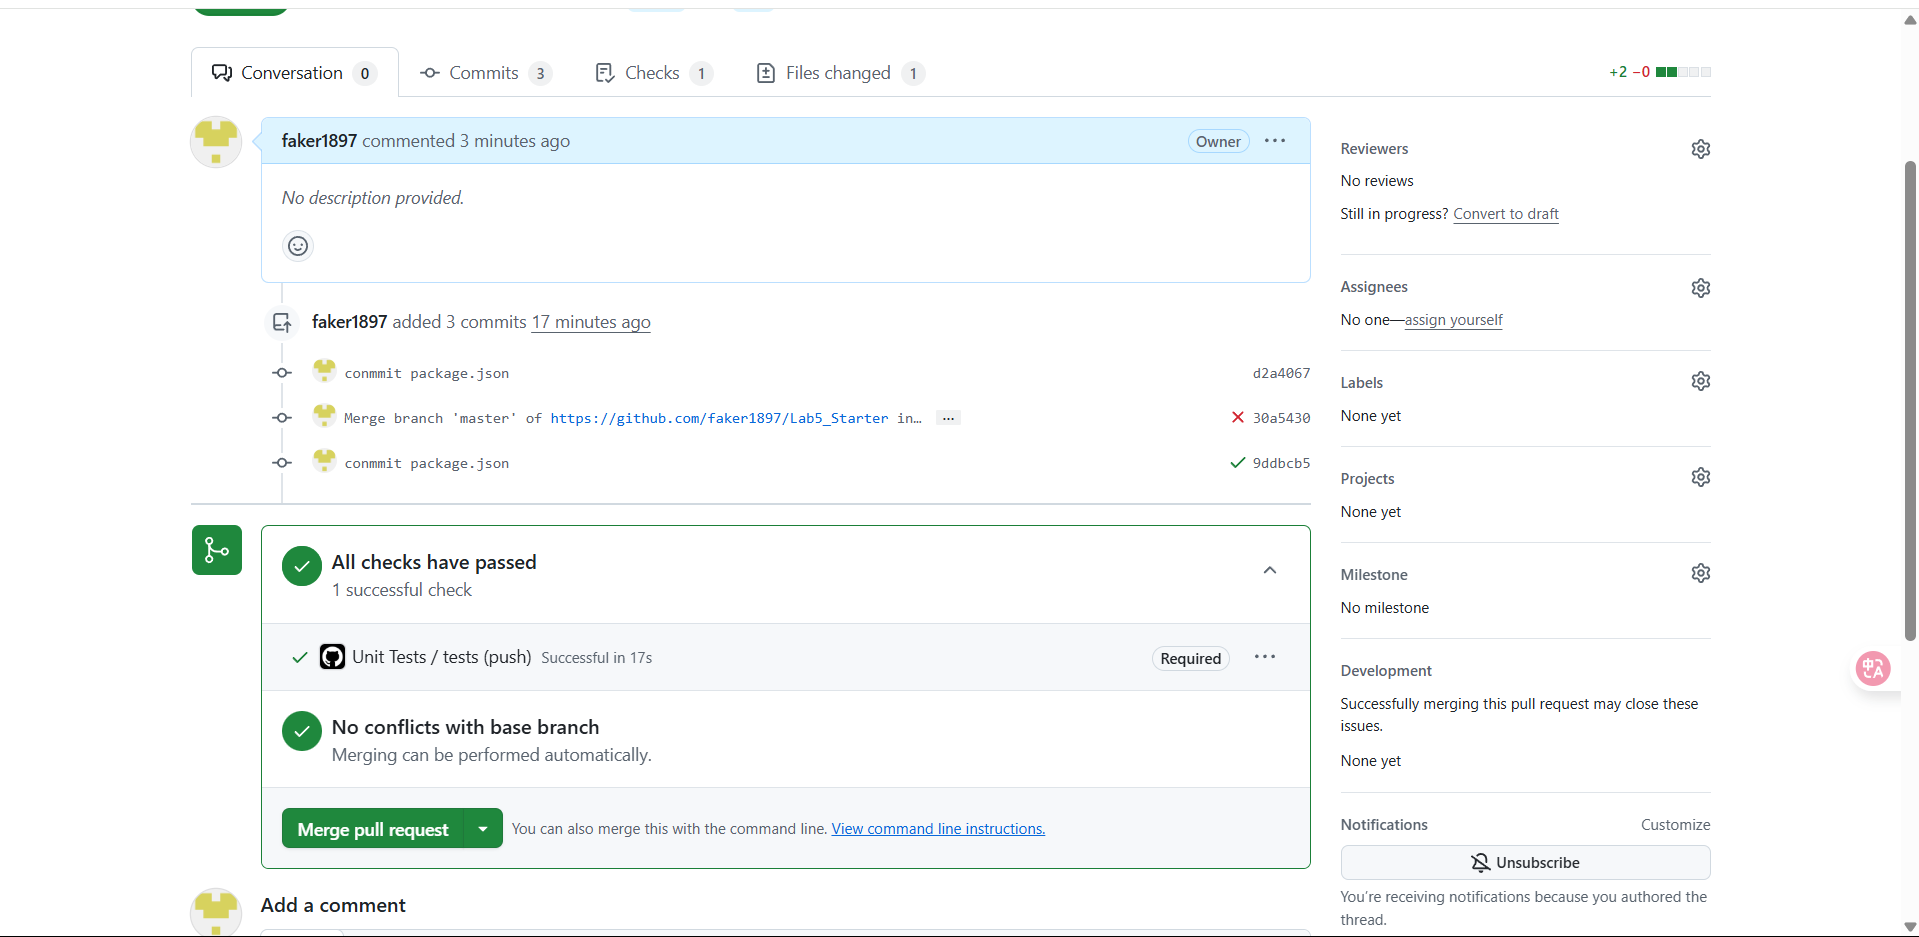 Conversation 0 Commits 3 Checks 1 Files changed 1 +2 −0
faker1897 commented 3 minutes ago Owner
No description provided.
faker1897 added 3 commits 17 minutes ago
conmmit package.json d2a4067
Merge branch 'master' of https://github.com/faker1897/Lab5_Starter in… 30a5430
conmmit package.json 9ddbcb5
All checks have passed
1 successful check
Unit Tests / tests (push) Successful in 17s Required
No conflicts with base branch
Merging can be performed automatically.
Merge pull request You can also merge this with the command line. View command line instructions.
Add a comment
Reviewers
No reviews
Still in progress? Convert to draft
Assignees
No one—assign yourself
Labels
None yet
Projects
None yet
Milestone
No milestone
Development
Successfully merging this pull request may close these
issues.
None yet
Notifications Customize
Unsubscribe
You're receiving notifications because you authored the
thread.
中A